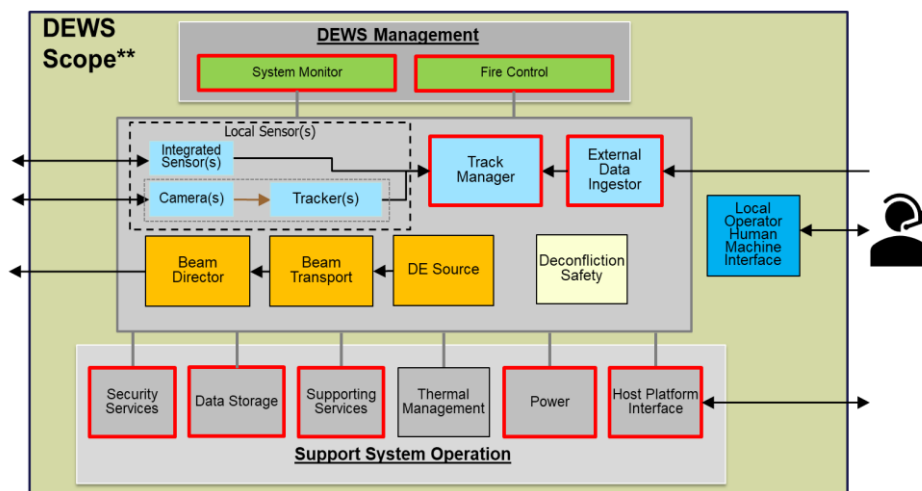 DEWS
Scope**
DEWS Management
System Monitor
Fire Control
Local Sensor(s)
Integrated
Sensor(s)
Camera(s)
Tracker(s)
Track
Manager
External
Data
Ingestor
Local
Operator
Human
Machine
Interface
Beam
Director
Beam
Transport
DE Source
Deconfliction
Safety
Security
Services
Data Storage
Supporting
Services
Thermal
Management
Power
Host Platform
Interface
Support System Operation